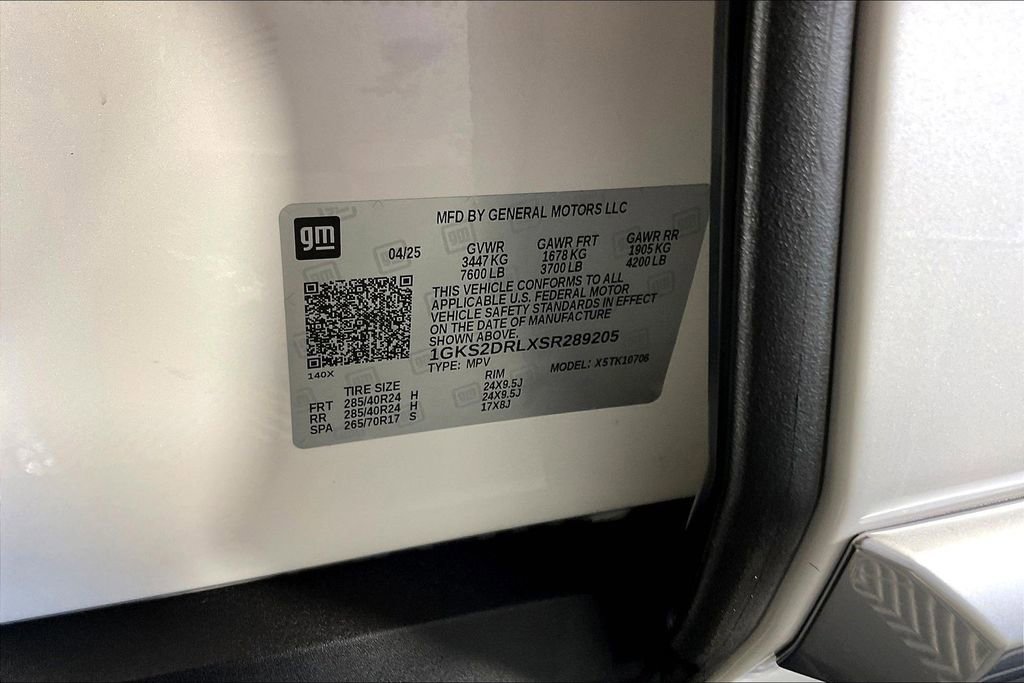 gm
MFD BY GENERAL MOTORS LLC
04/25
GVWR
3447 KG
7600 LB
GAWR FRT
1678 KG
3700 LB
GAWR RR
1905 KG
4200 LB
THIS VEHICLE CONFORMS TO ALL
APPLICABLE U.S. FEDERAL MOTOR
VEHICLE SAFETY STANDARDS IN EFFECT
ON THE DATE OF MANUFACTURE
SHOWN ABOVE.
1GKS2DRLXSR289205
TYPE: MPV MODEL: X5TK10706
140X
TIRE SIZE RIM
FRT 285/40R24 H 24X9.5J
RR 285/40R24 H 24X9.5J
SPA 265/70R17 S 17X8J